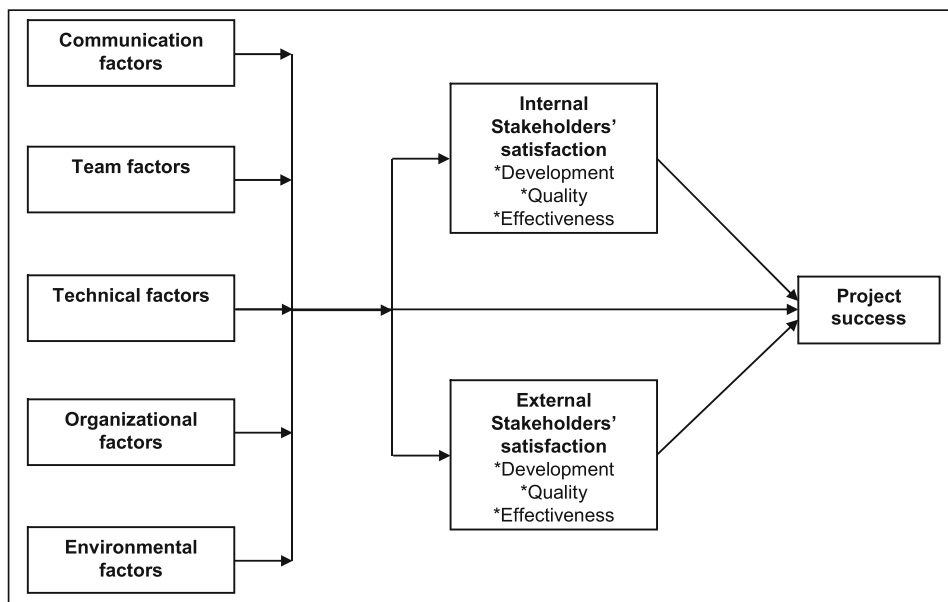 Communication
factors
Team factors
Technical factors
Organizational
factors
Environmental
factors
Internal
Stakeholders’
satisfaction
*Development
*Quality
*Effectiveness
External
Stakeholders’
satisfaction
*Development
*Quality
*Effectiveness
Project
success